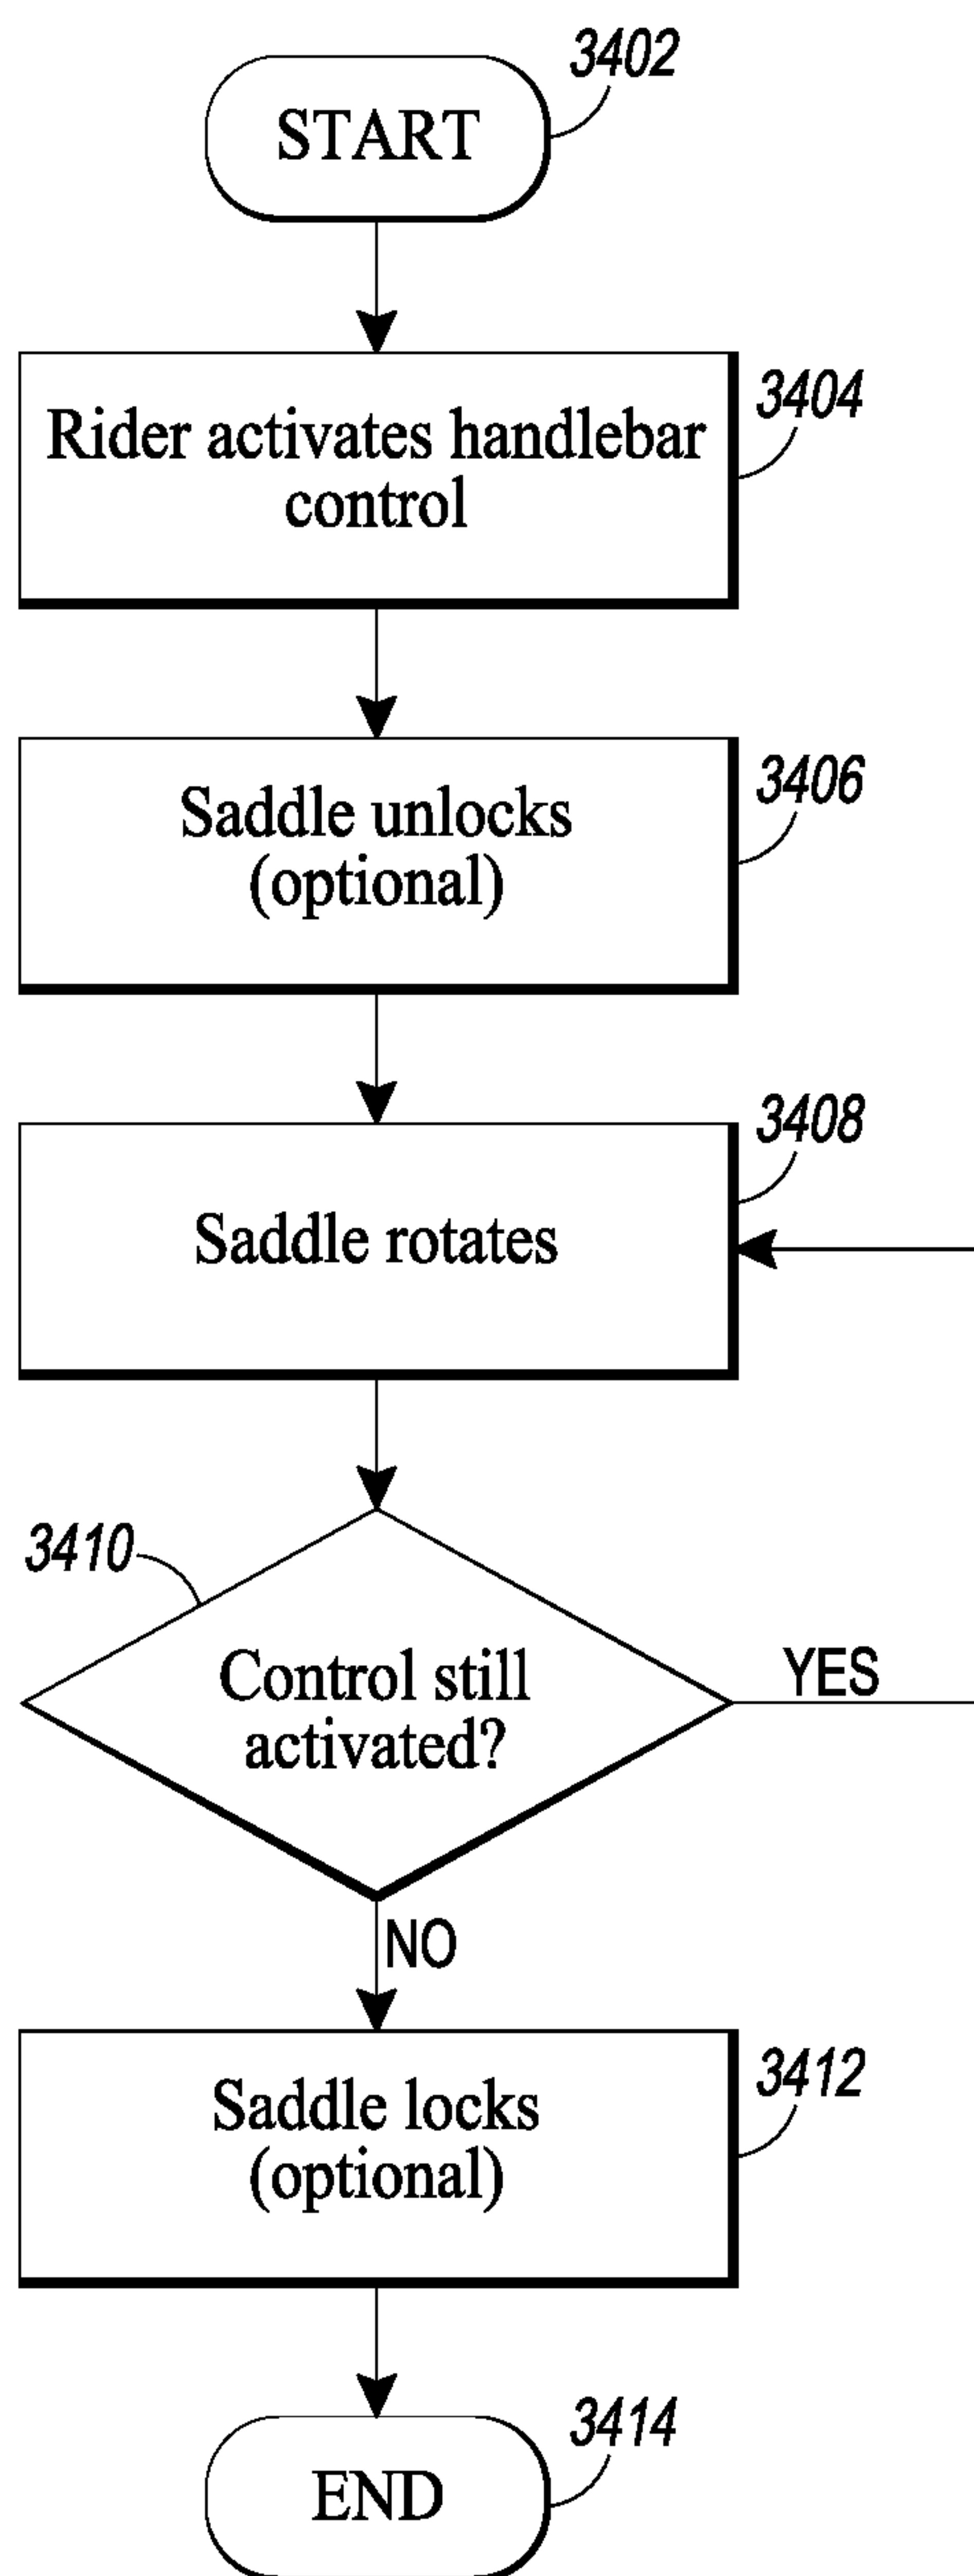 3402
START
3404
Rider activates handlebar
control
3406
Saddle unlocks
(optional)
3408
Saddle rotates
3410
Control still
activated?
YES
NO
3412
Saddle locks
(optional)
3414
END